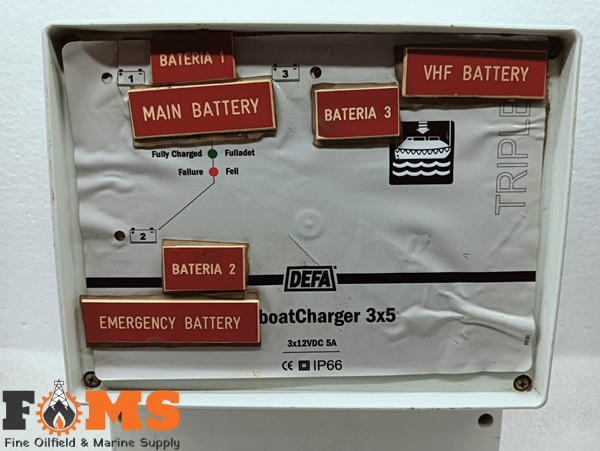 BATERIA 1
1
3
MAIN BATTERY
BATERIA 3
VHF BATTERY
TRIPLE
Fully Charged Fulladet
Failure Feil
2
BATERIA 2
DEFA
EMERGENCY BATTERY
boatCharger 3x5
3x12VDC 5A
CE IP66
FOMS
Fine Oilfield & Marine Supply